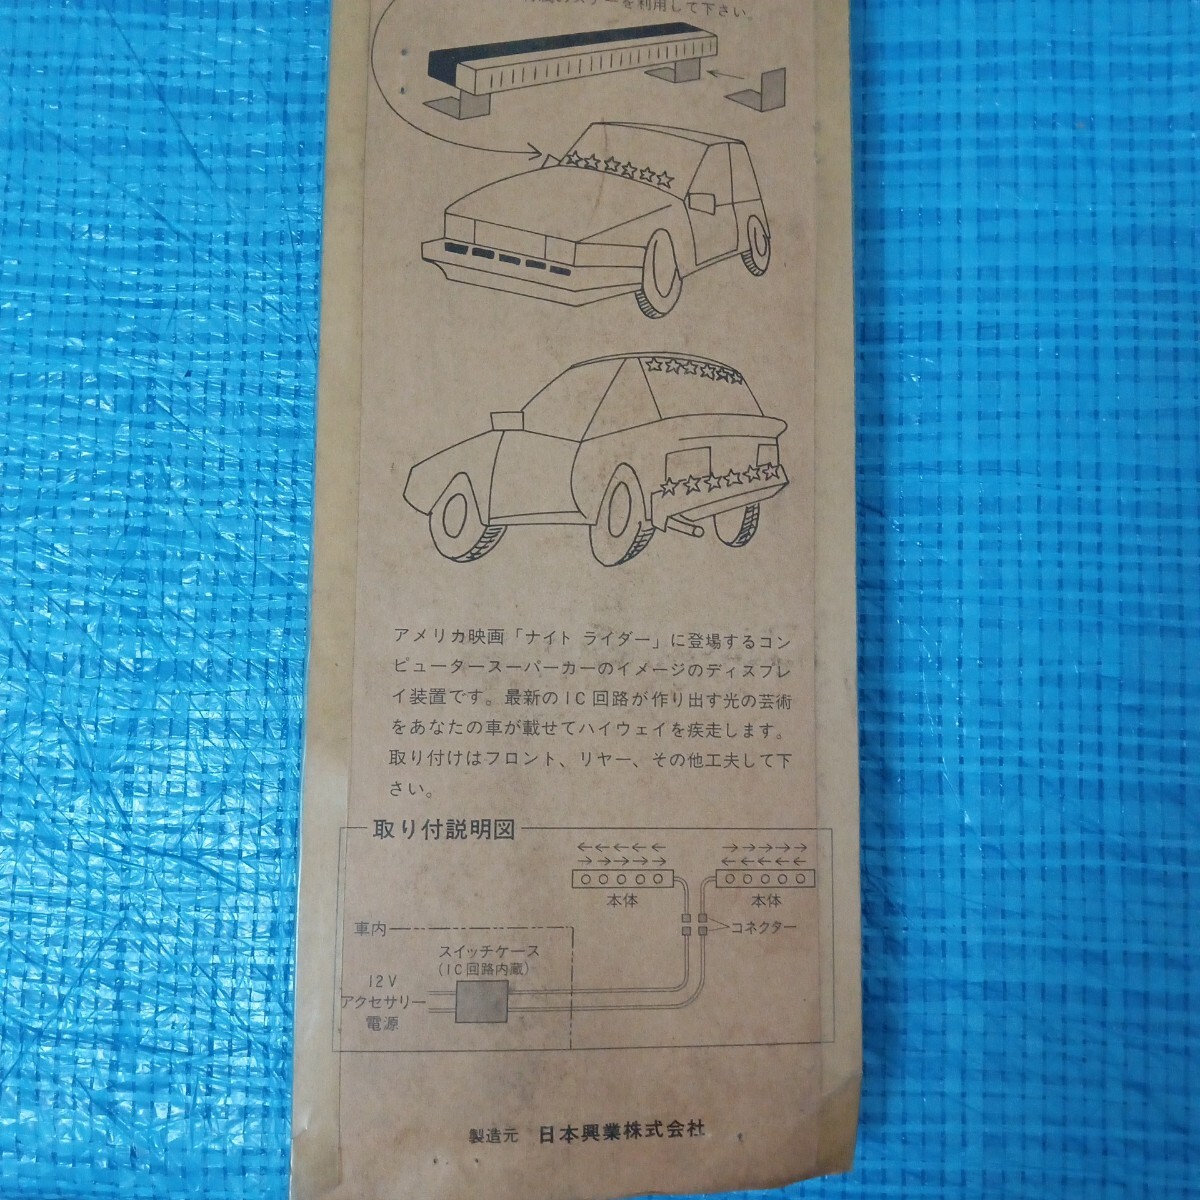 を利用して下さい。
アメリカ映画「ナイト ライダー」に登場するコン
ピュータースーパーカーのイメージのディスプレ
イ装置です。最新のIC回路が作り出す光の芸術
をあなたの車が載せてハイウェイを疾走します。
取り付けはフロント、リヤー、その他工夫して下
さい。
取り付説明図
本体
本体
コネクター
車内
スイッチケース
(IC回路内蔵)
12V
アクセサリー
電源
製造元 日本興業株式会社